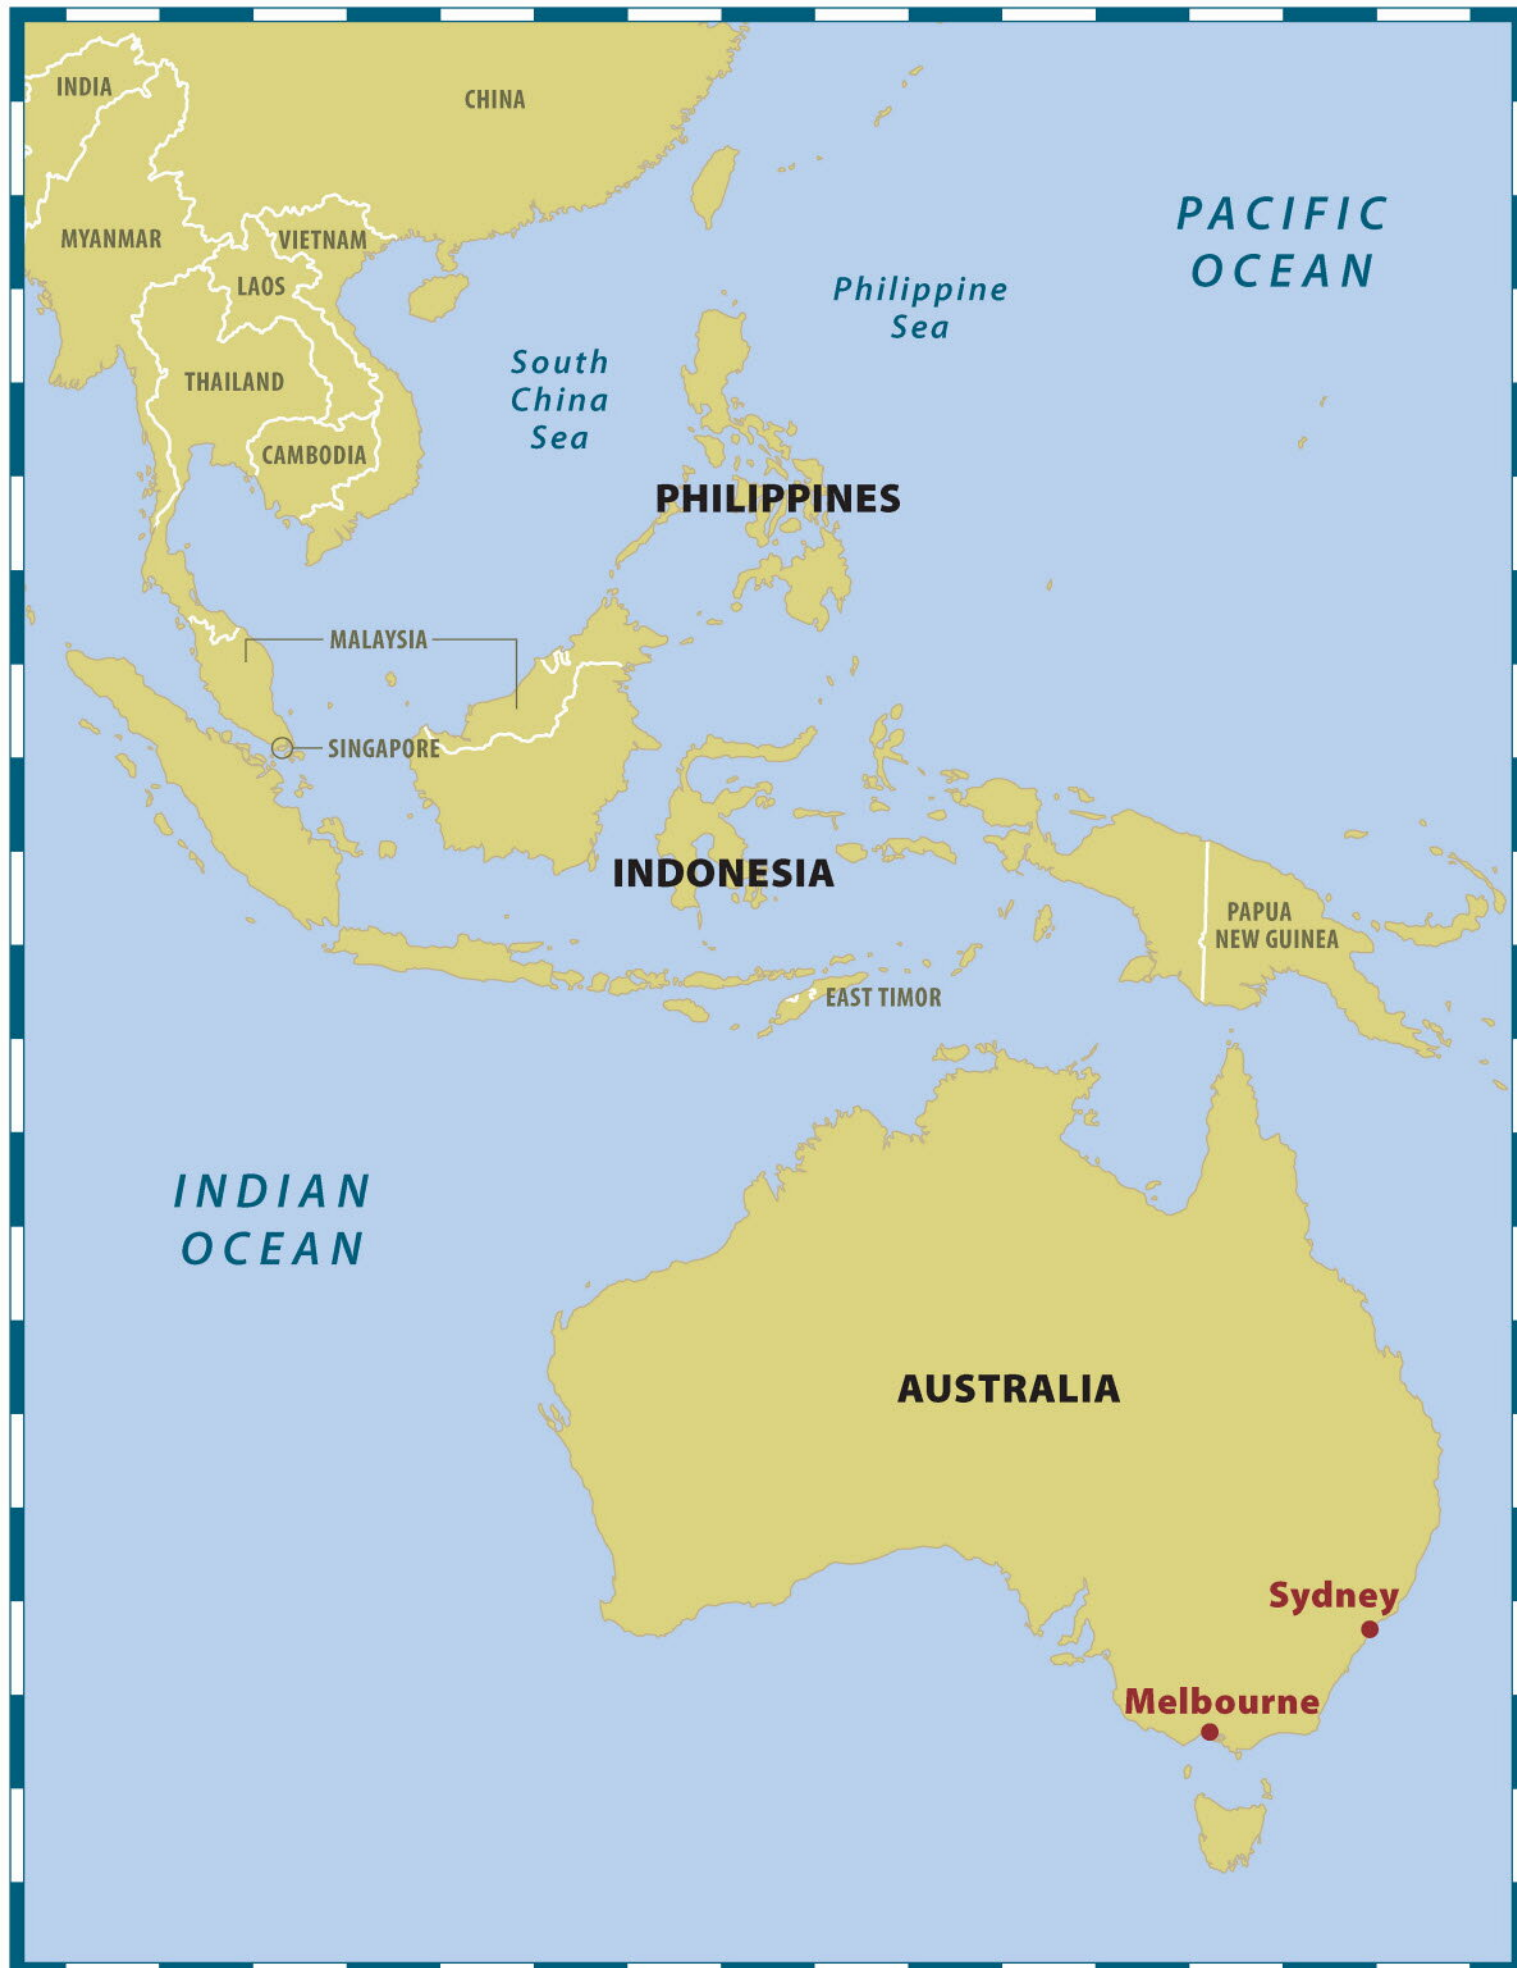 INDIA
CHINA
PACIFIC
OCEAN
MYANMAR
VIETNAM
LAOS
Philippine
Sea
South
China
Sea
THAILAND
CAMBODIA
PHILIPPINES
MALAYSIA
SINGAPORE
INDONESIA
PAPUA
NEW GUINEA
EAST TIMOR
INDIAN
OCEAN
AUSTRALIA
Sydney
Melbourne